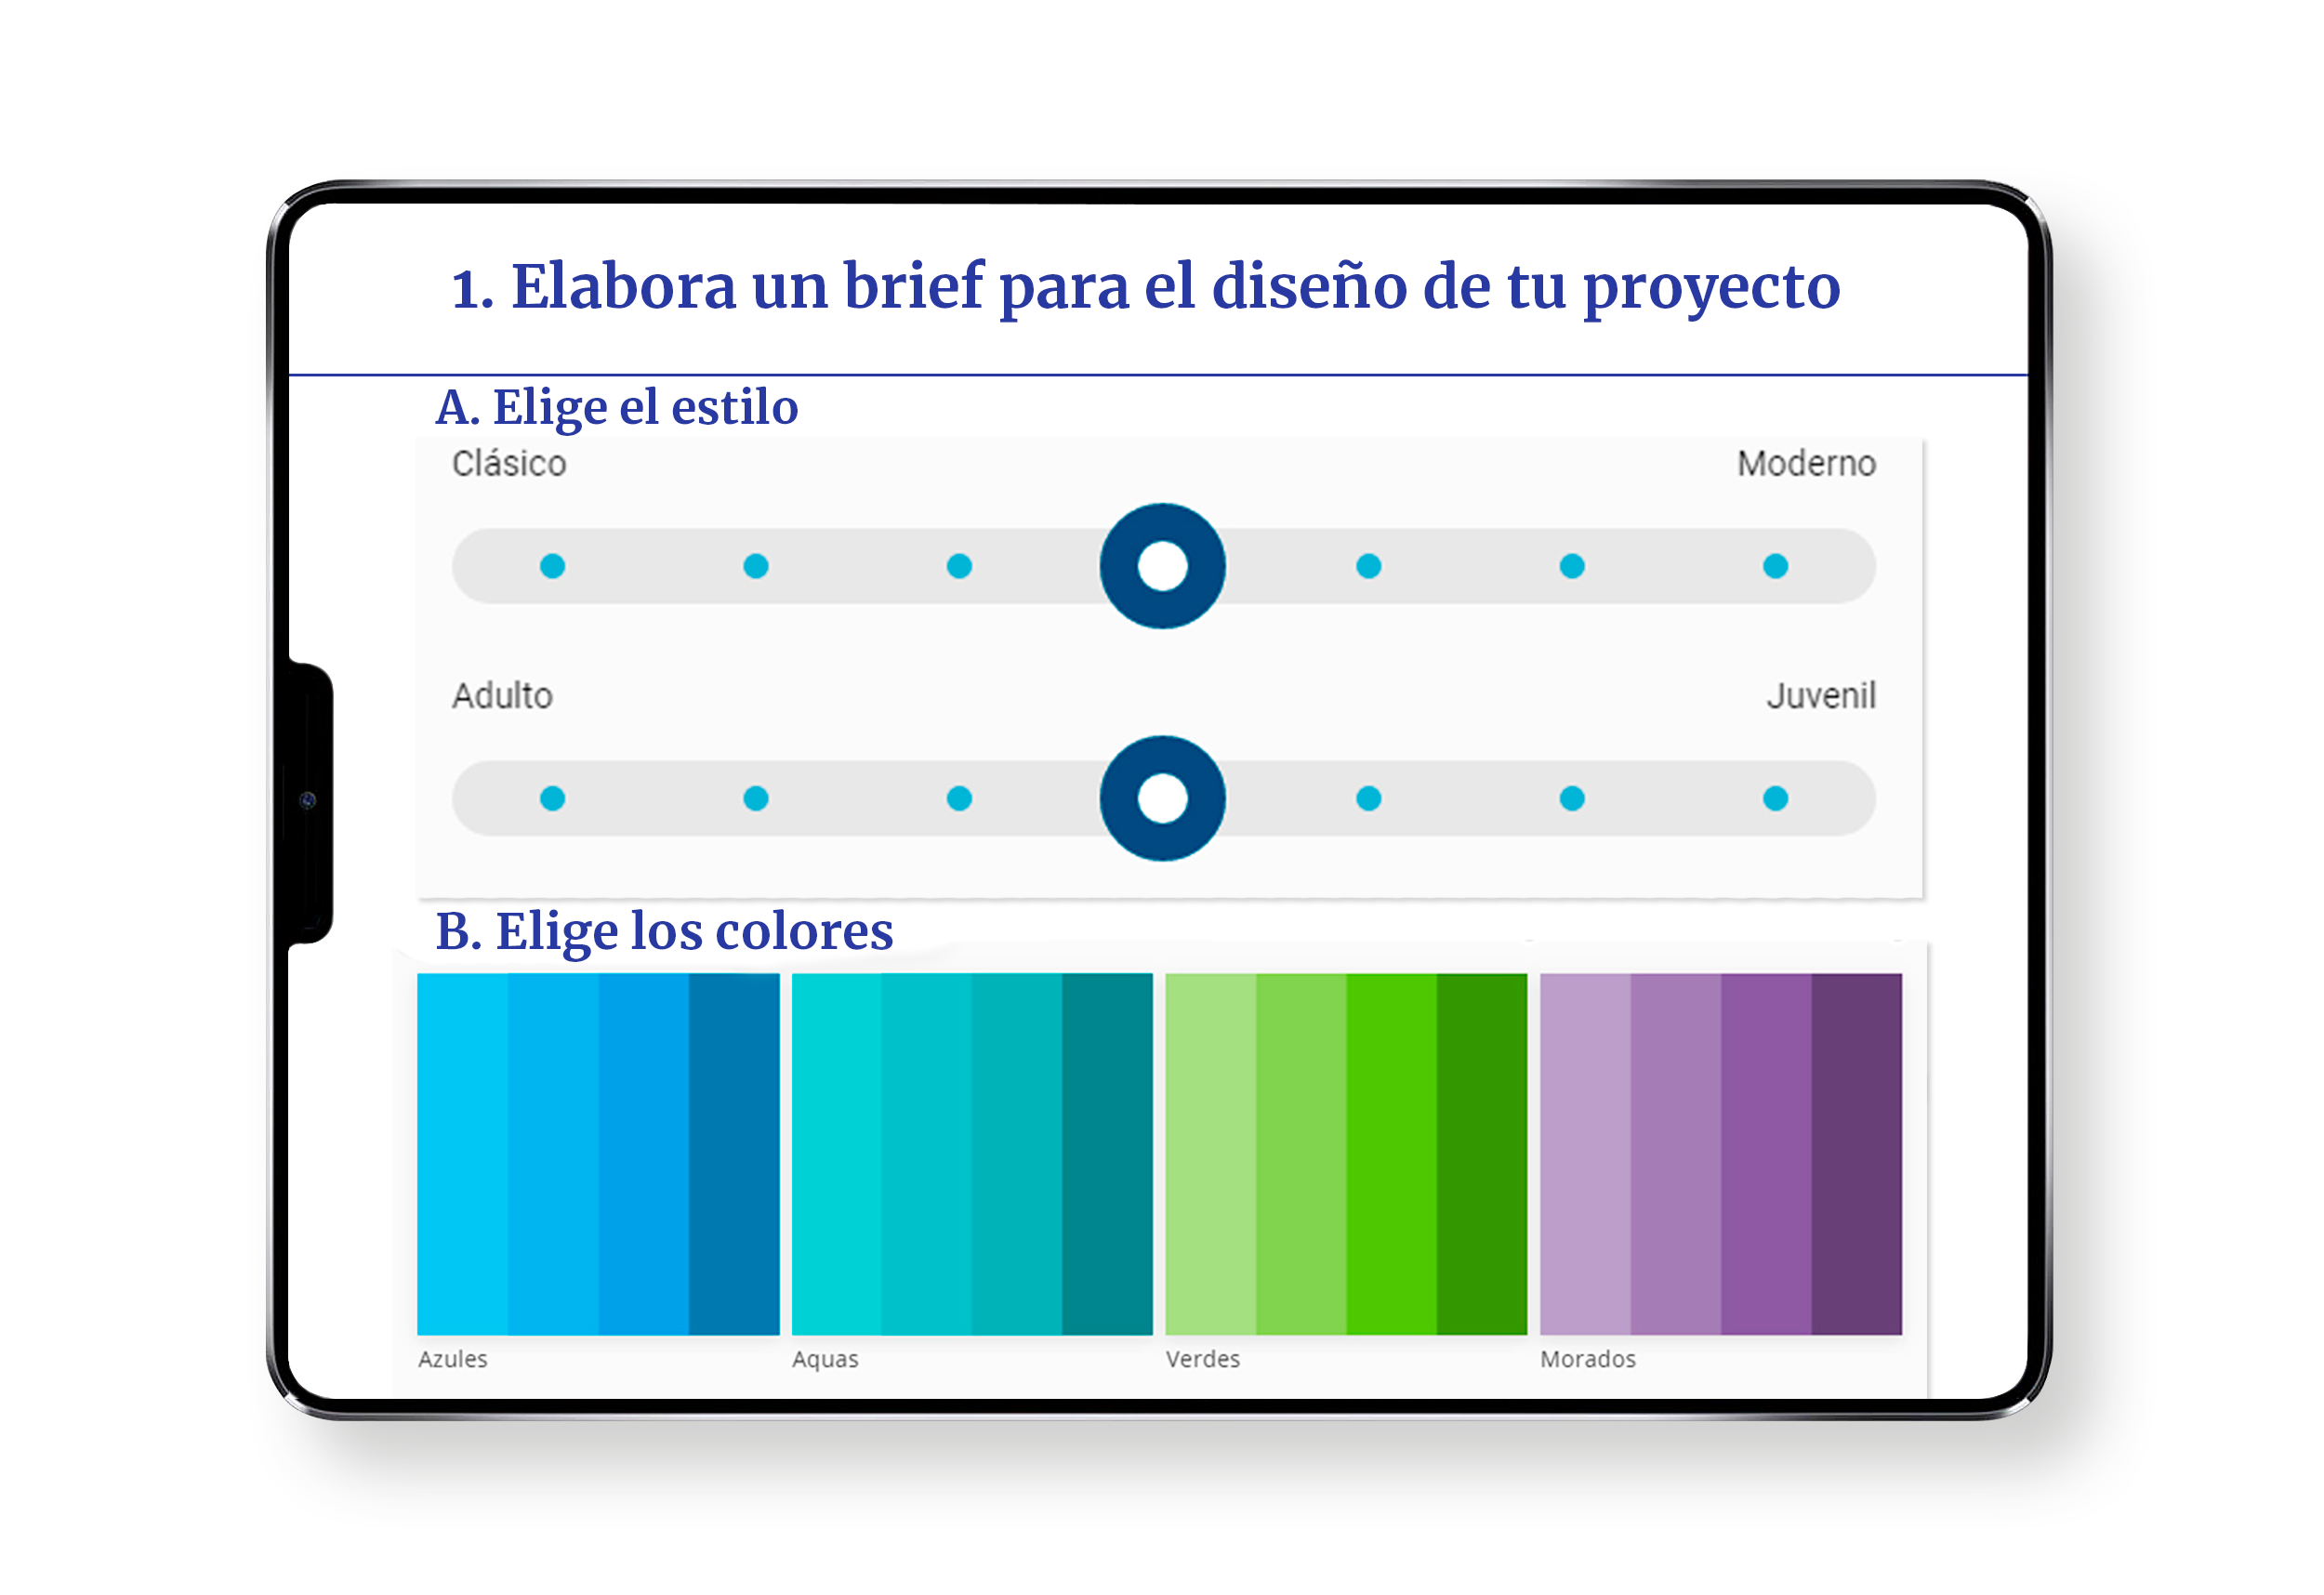 1. Elabora un brief para el diseño de tu proyecto
A. Elige el estilo
Clásico Moderno
Adulto Juvenil
B. Elige los colores
Azules Aquas Verdes Morados